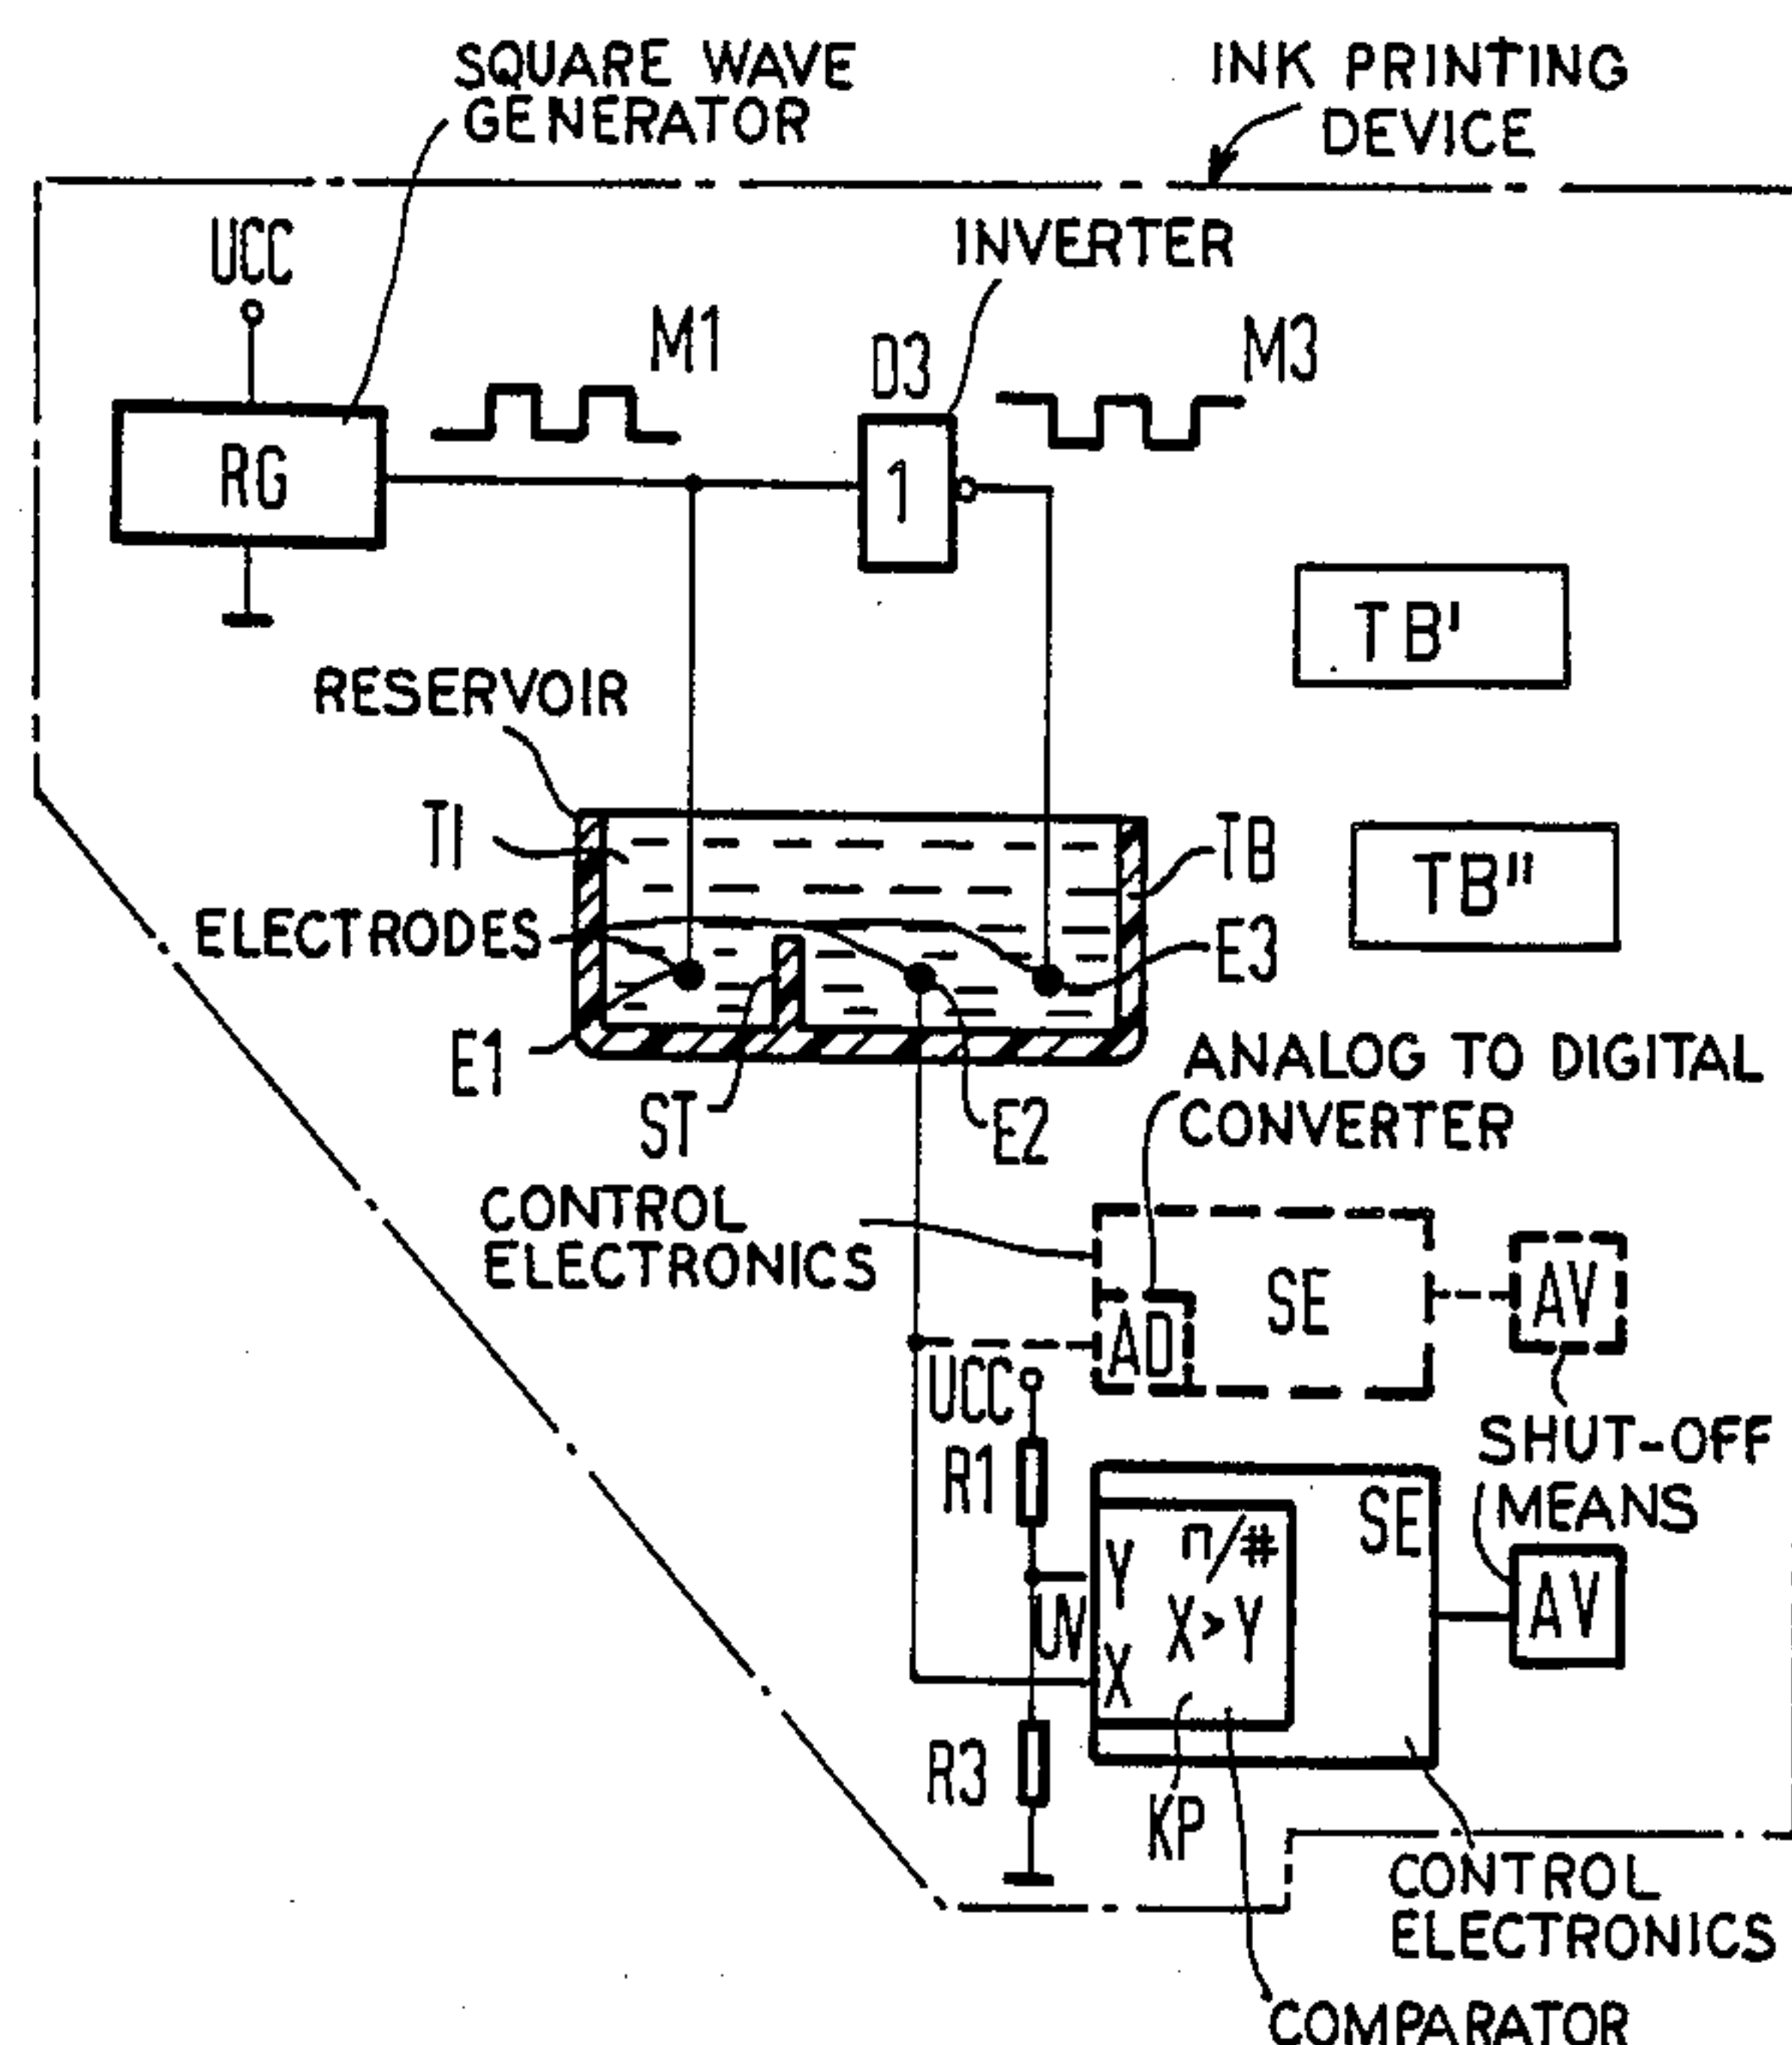 SQUARE WAVE
GENERATOR
INK PRINTING
DEVICE
UCC
INVERTER
M1
D3
M3
RG
1
TB'
RESERVOIR
TI
TB
TB"
ELECTRODES
E3
E1
ST
E2
ANALOG TO DIGITAL
CONVERTER
CONTROL
ELECTRONICS
SE
AV
AD
UCC
R1
SHUT-OFF
MEANS
SE
Y
n/#
X>Y
UV
X
AV
R3
KP
CONTROL
ELECTRONICS
COMPARATOR